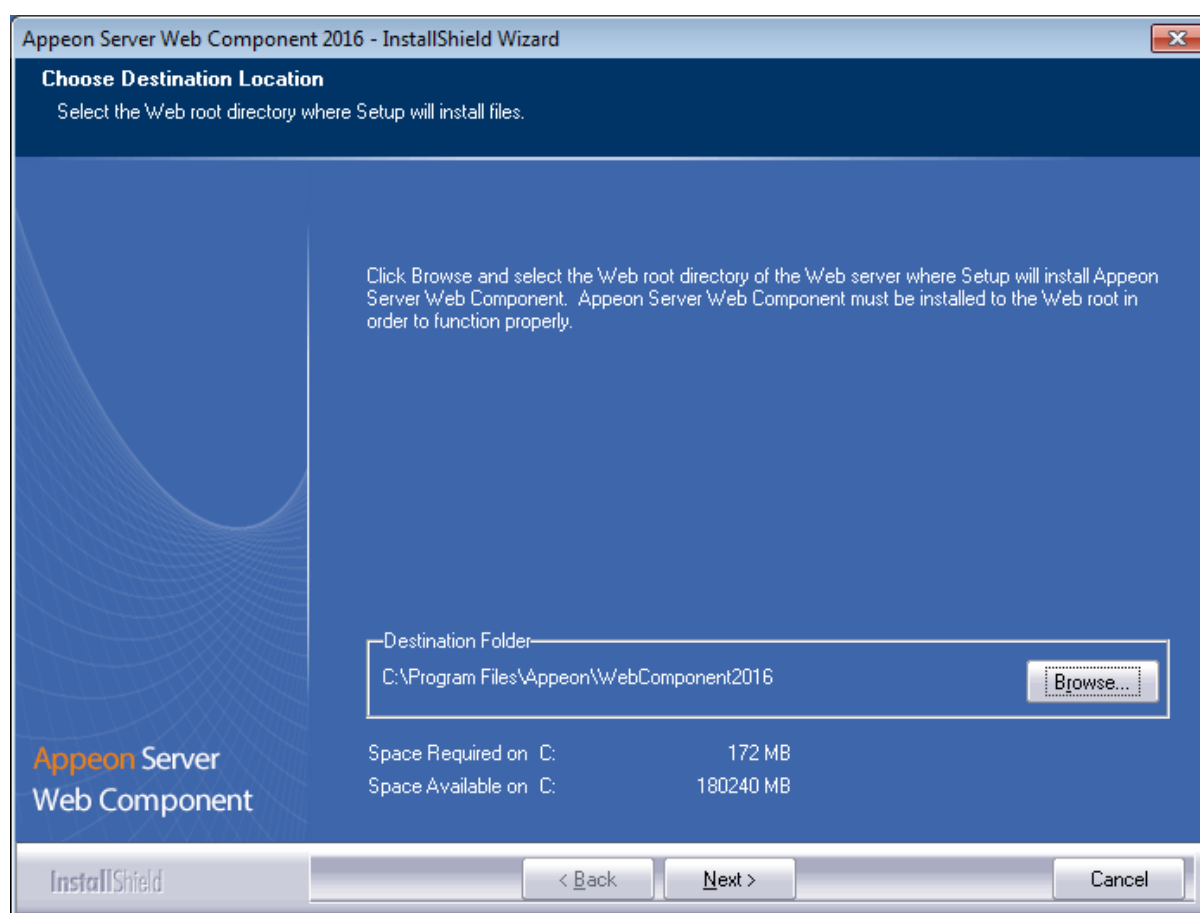 Appeon Server Web Component 2016 - InstallShield Wizard
Choose Destination Location
Select the Web root directory where Setup will install files.
Click Browse and select the Web root directory of the Web server where Setup will install Appeon
Server Web Component.  Appeon Server Web Component must be installed to the Web root in
order to function properly.
Destination Folder
C:\Program Files\Appeon\WebComponent2016
Browse...
Space Required on  C: 172 MB
Space Available on  C: 180240 MB
Appeon Server
Web Component
InstallShield
< Back
Next >
Cancel